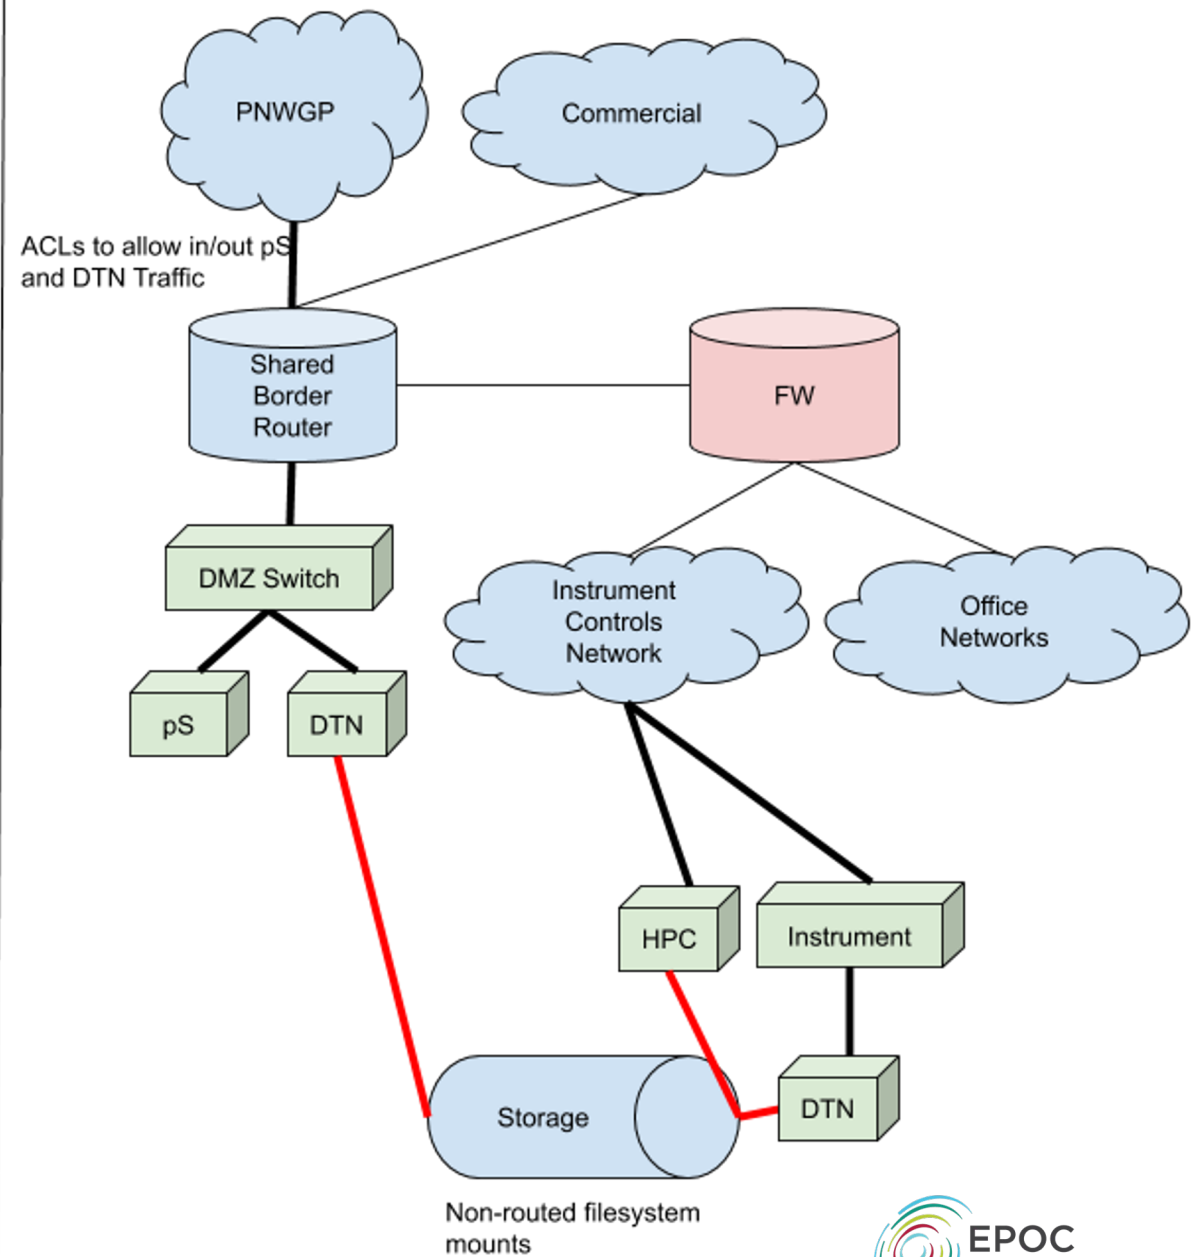 PNWGP
Commercial
ACLs to allow in/out pS
and DTN Traffic
Shared
Border
Router
FW
DMZ Switch
Instrument
Controls
Network
Office
Networks
pS
DTN
HPC
Instrument
Storage
DTN
Non-routed filesystem
mounts
EPOC